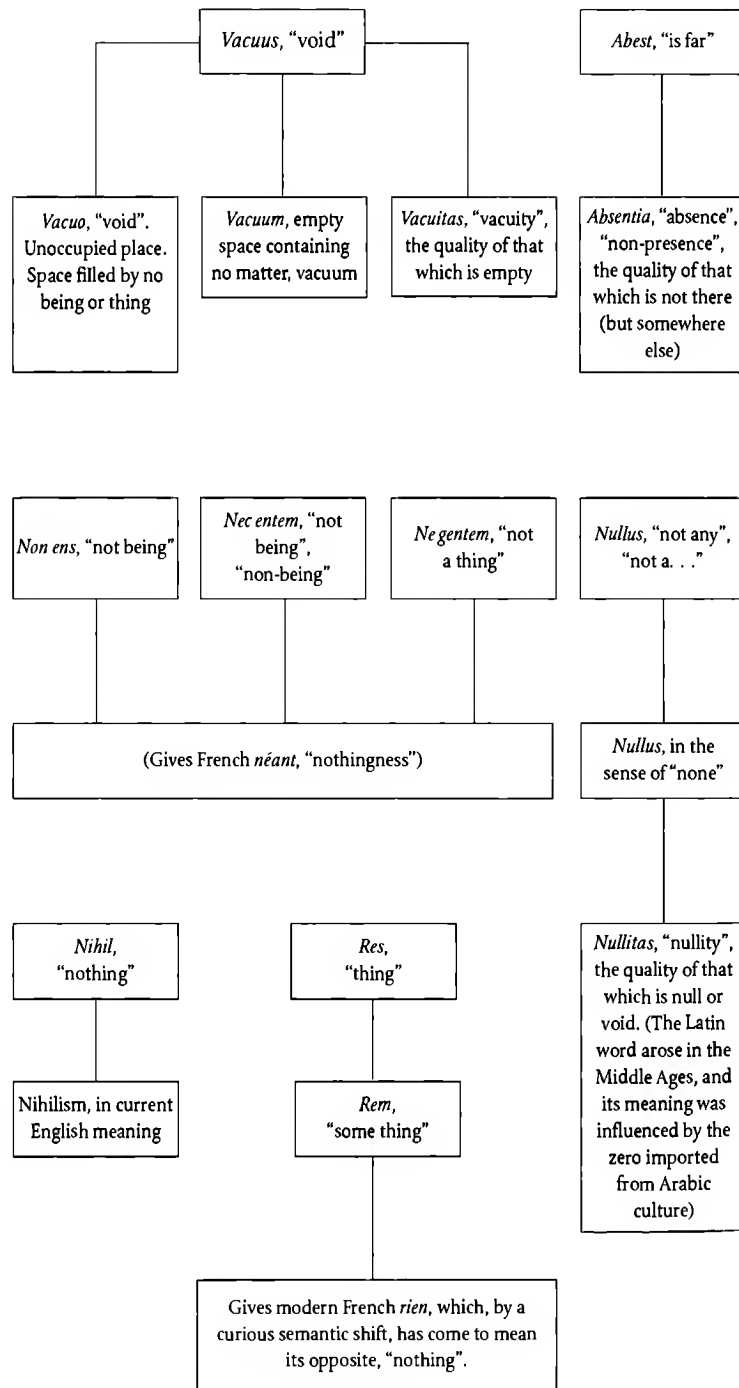 Vacuus, “void”
Abest, “is far”
Vacuo, “void”.
Unoccupied place.
Space filled by no
being or thing
Vacuum, empty
space containing
no matter, vacuum
Vacuitas, “vacuity”,
the quality of that
which is empty
Absentia, “absence”,
“non-presence”,
the quality of that
which is not there
(but somewhere
else)
Non ens, “not being”
Nec entem, “not
being”,
“non-being”
Ne gentem, “not
a thing”
Nullus, “not any”,
“not a. . .”
(Gives French néant, “nothingness”)
Nullus, in the
sense of “none”
Nihil,
“nothing”
Res,
“thing”
Nullitas, “nullity”,
the quality of that
which is null or
void. (The Latin
word arose in the
Middle Ages, and
its meaning was
influenced by the
zero imported
from Arabic
culture)
Nihilism, in current
English meaning
Rem,
“some thing”
Gives modern French rien, which, by a
curious semantic shift, has come to mean
its opposite, “nothing”.